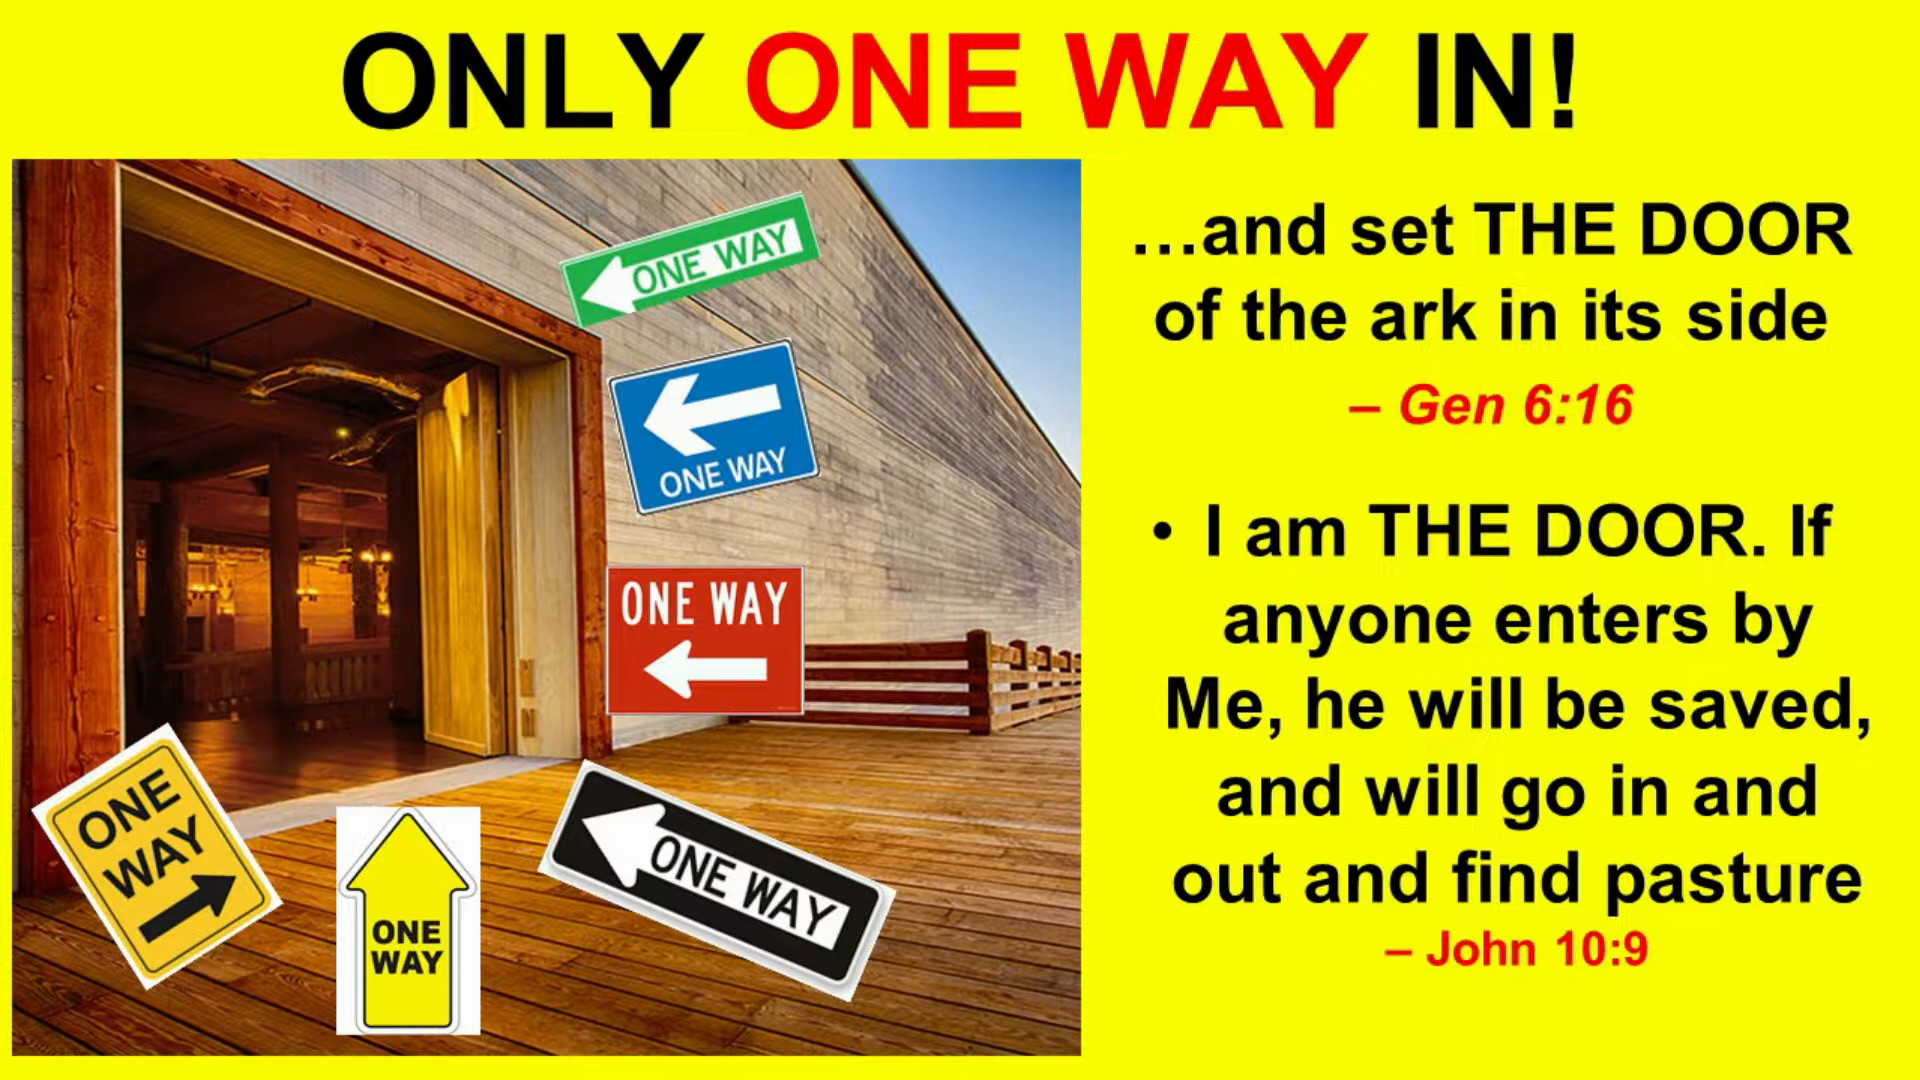 ONLY ONE WAY IN!
ONE WAY
ONE WAY
ONE WAY
ONE
WAY
ONE
WAY
ONE WAY
…and set THE DOOR
of the ark in its side
– Gen 6:16
• I am THE DOOR. If
anyone enters by
Me, he will be saved,
and will go in and
out and find pasture
– John 10:9